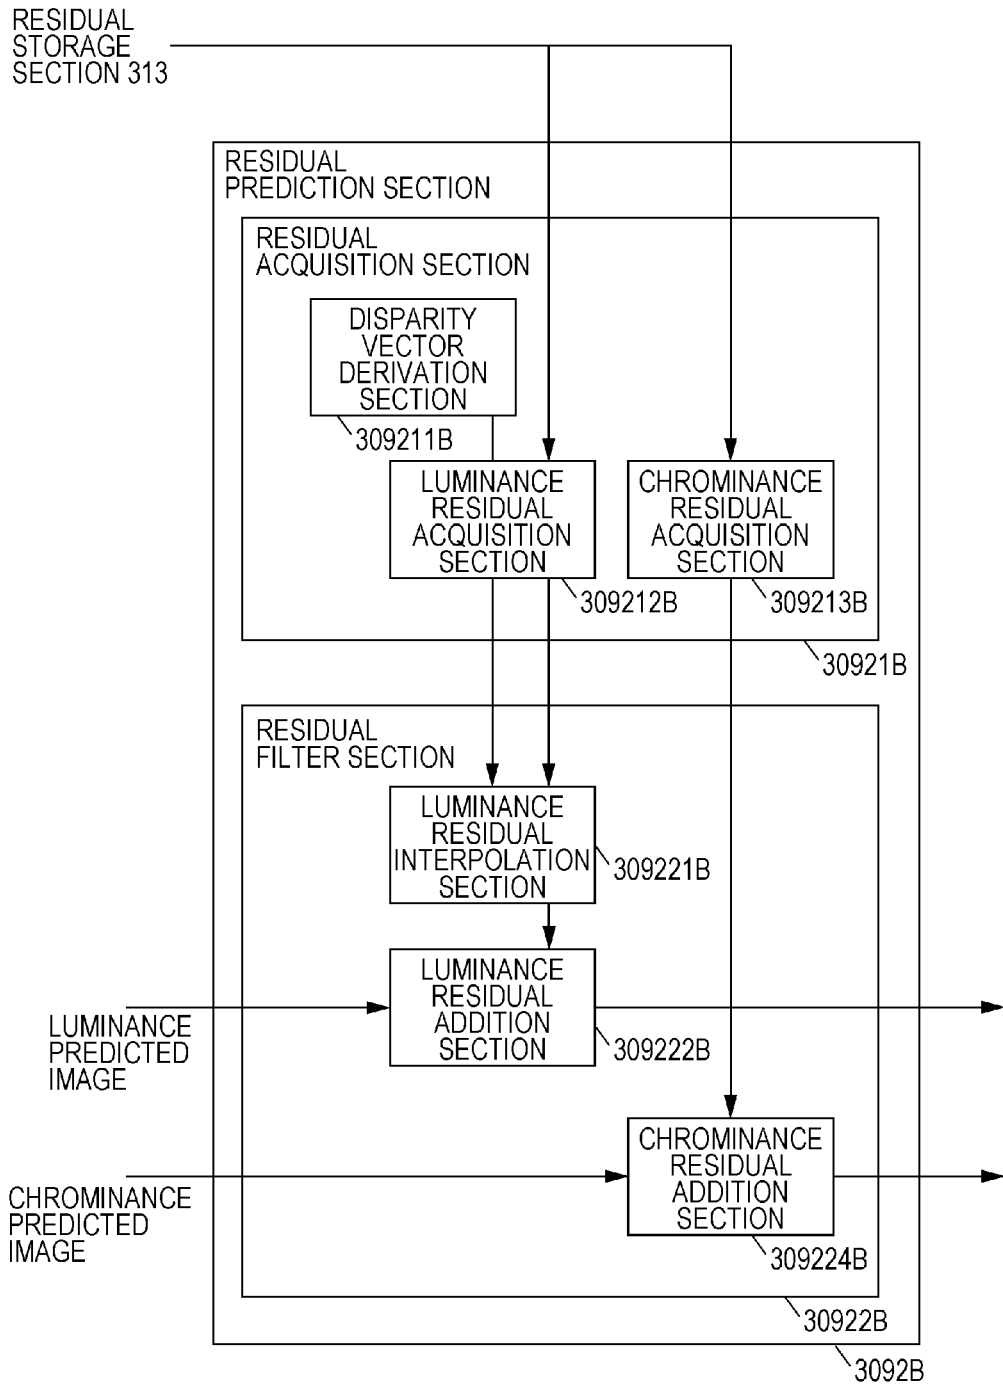 RESIDUAL
STORAGE
SECTION 313
RESIDUAL
PREDICTION SECTION
RESIDUAL
ACQUISITION SECTION
DISPARITY
VECTOR
DERIVATION
SECTION
309211B
LUMINANCE
RESIDUAL
ACQUISITION
SECTION
309212B
CHROMINANCE
RESIDUAL
ACQUISITION
SECTION
309213B
30921B
RESIDUAL
FILTER SECTION
LUMINANCE
RESIDUAL
INTERPOLATION
SECTION
309221B
LUMINANCE
RESIDUAL
ADDITION
SECTION
309222B
LUMINANCE
PREDICTED
IMAGE
CHROMINANCE
RESIDUAL
ADDITION
SECTION
309224B
CHROMINANCE
PREDICTED
IMAGE
30922B
3092B